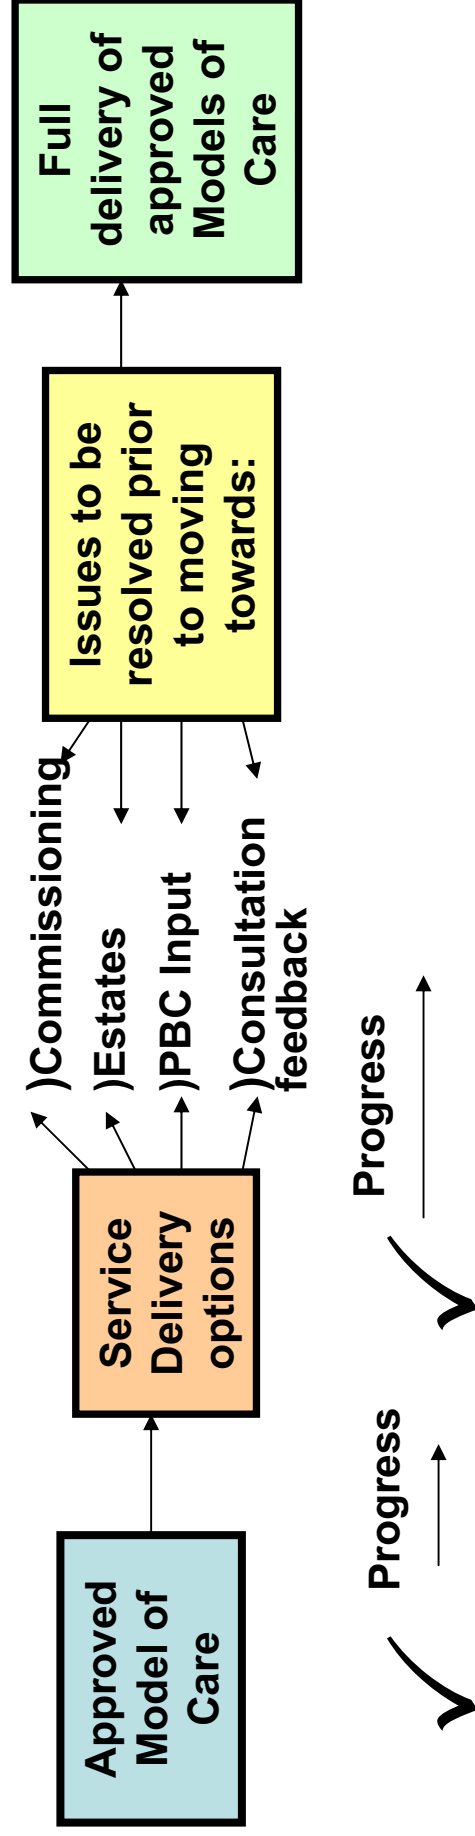 Approved
Model of
Care
Service
Delivery
options
)Commissioning
)Estates
)PBC Input
)Consultation
feedback
Issues to be
resolved prior
to moving
towards:
Full
delivery of
approved
Models of
Care
Progress
Progress